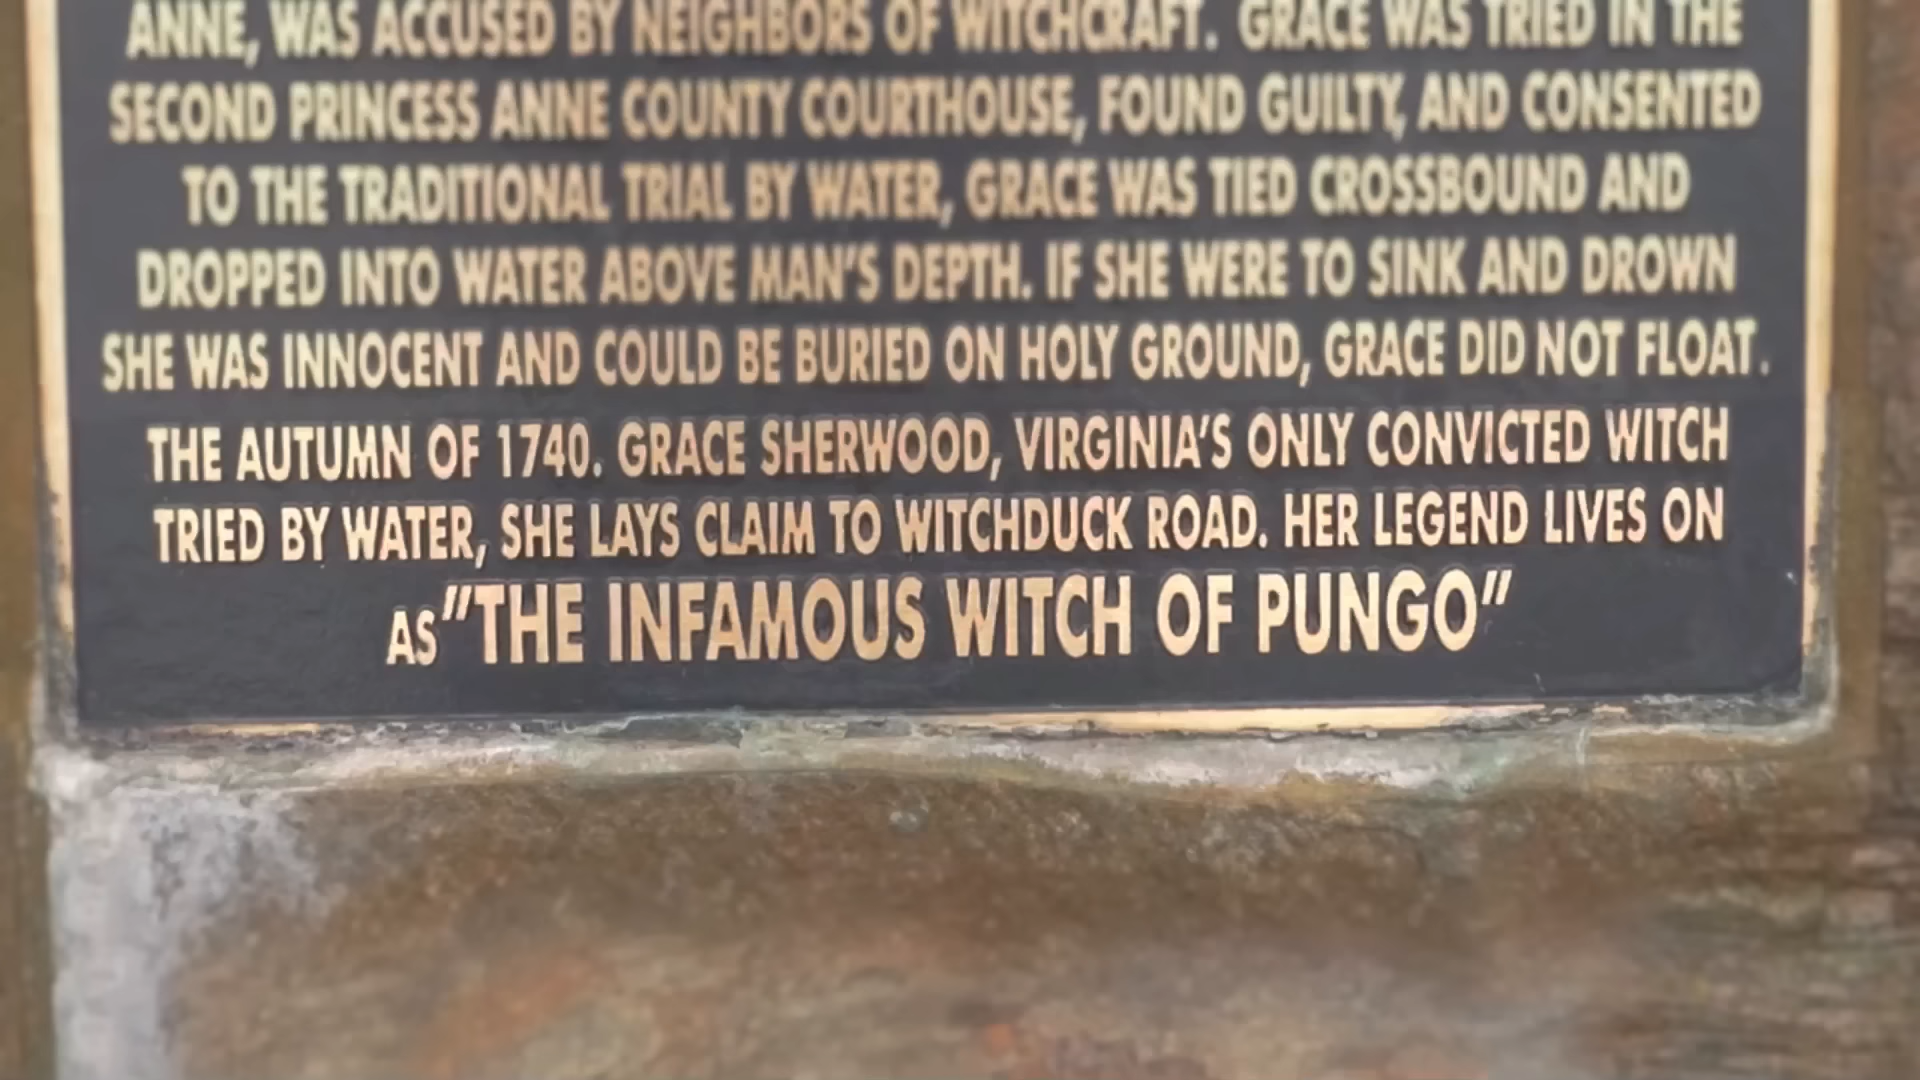 ANNE, WAS ACCUSED BY NEIGHBORS OF WITCHCRAFT. GRACE WAS TRIED IN THE
SECOND PRINCESS ANNE COUNTY COURTHOUSE, FOUND GUILTY, AND CONSENTED
TO THE TRADITIONAL TRIAL BY WATER, GRACE WAS TIED CROSSBOUND AND
DROPPED INTO WATER ABOVE MAN'S DEPTH. IF SHE WERE TO SINK AND DROWN
SHE WAS INNOCENT AND COULD BE BURIED ON HOLY GROUND, GRACE DID NOT FLOAT.
THE AUTUMN OF 1740. GRACE SHERWOOD, VIRGINIA'S ONLY CONVICTED WITCH
TRIED BY WATER, SHE LAYS CLAIM TO WITCHDUCK ROAD. HER LEGEND LIVES ON
AS "THE INFAMOUS WITCH OF PUNGO"